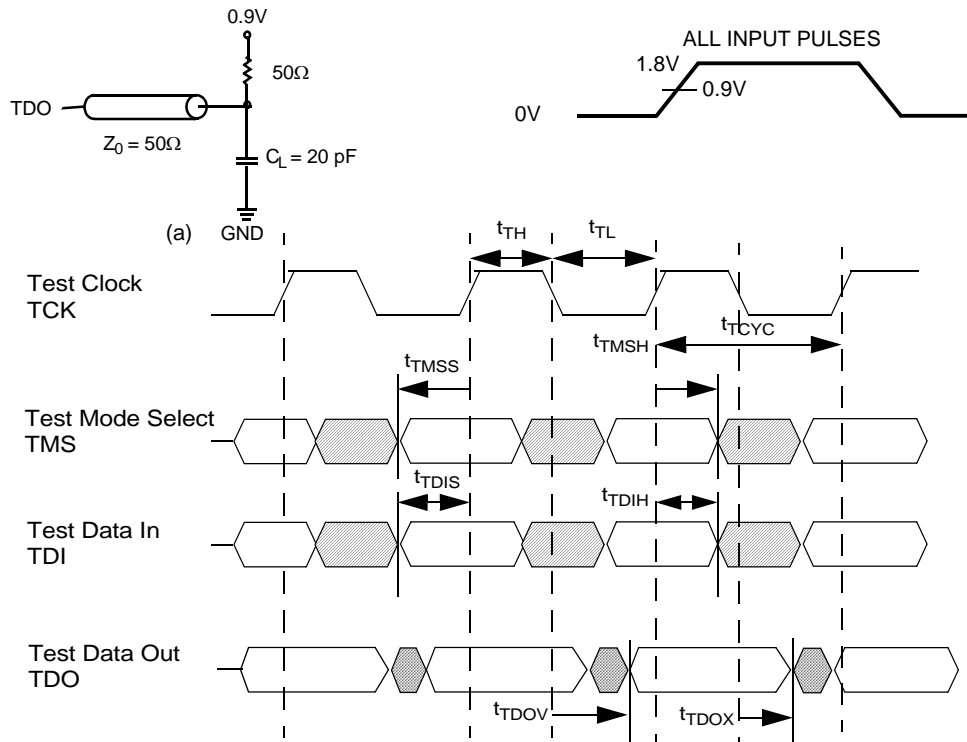 0.9V
50Ω
TDO
Z0 = 50Ω
CL = 20 pF
(a)
GND
ALL INPUT PULSES
1.8V
0.9V
0V
tTH
tTL
Test Clock
TCK
tTCYC
tTMSH
tTMSS
Test Mode Select
TMS
tTDIS
tTDIH
Test Data In
TDI
Test Data Out
TDO
tTDOV
tTDOX